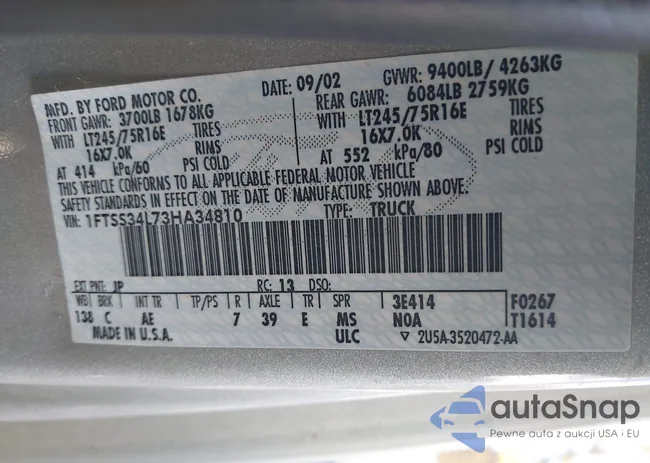 MFD. BY FORD MOTOR CO.
DATE: 09/02 GVWR: 9400LB/ 4263KG
FRONT GAWR: 3700LB 1678KG REAR GAWR: 6084LB 2759KG
WITH LT245/75R16E TIRES WITH LT245/75R16E TIRES
16X7.0K RIMS 16X7.0K RIMS
AT 414 kPa/60 PSI COLD AT 552 kPa/80 PSI COLD
THIS VEHICLE CONFORMS TO ALL APPLICABLE FEDERAL MOTOR VEHICLE
SAFETY STANDARDS IN EFFECT ON THE DATE OF MANUFACTURE SHOWN ABOVE.
VIN: 1FTSS34L73HA34810 TYPE: TRUCK
EXT PNT: JP RC: 13 DSO:
WB BRK INT TR TP/PS R AXLE TR SPR 3E414 F0267
138 C AE 7 39 E MS N0A T1614
MADE IN U.S.A. ULC ▽ 2U5A-3520472-AA
autaSnap
Pewne auta z aukcji USA i EU